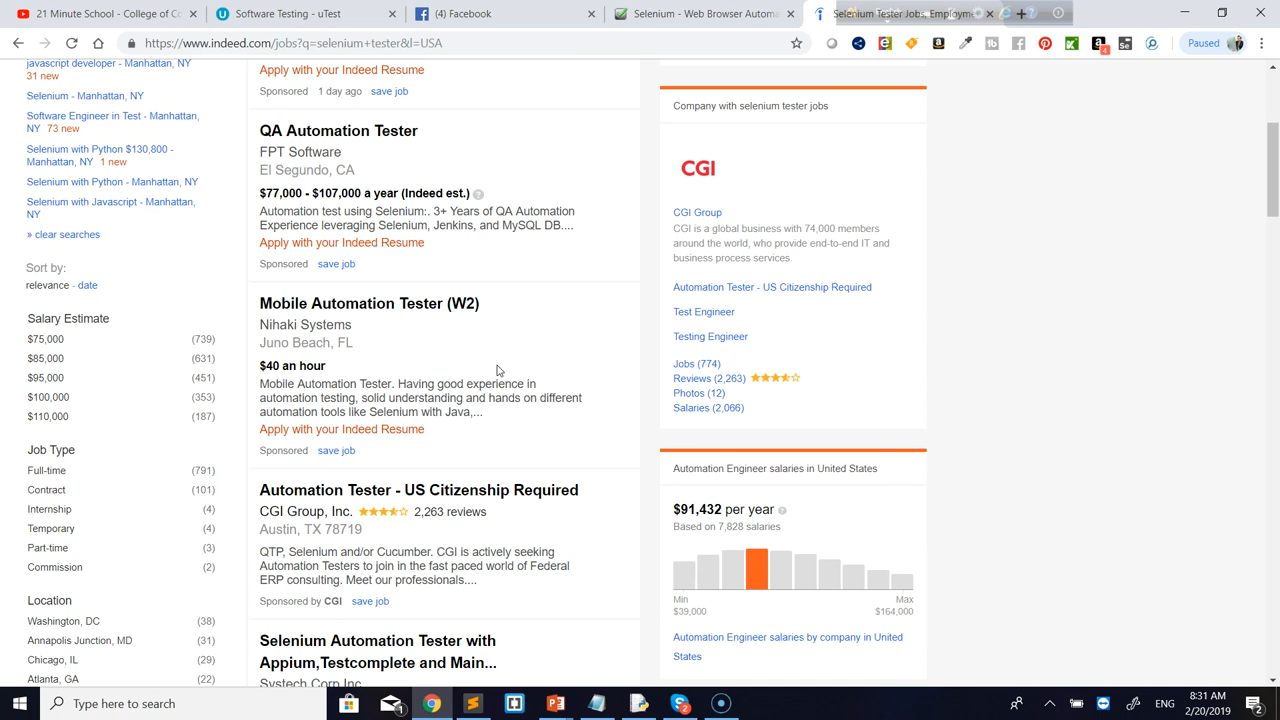 21 Minute School - College of Co
Software Engineering in Test
(4) Facebook
Selenium - Web Browser Automa
Selenium Tester Jobs, Employm
https://www.indeed.com/jobs?q=selenium+tester&l=USA
Paused
javascript developer - Manhattan, NY
31 new
Selenium - Manhattan, NY
Software Engineer in Test - Manhattan,
NY 73 new
Selenium with Python $130,800 -
Manhattan, NY 1 new
Selenium with Python - Manhattan, NY
Selenium with Javascript - Manhattan,
NY
» clear searches
Sort by:
relevance - date
Salary Estimate
$75,000 (739)
$85,000 (631)
$95,000 (451)
$100,000 (353)
$110,000 (187)
Job Type
Full-time (791)
Contract (101)
Internship (4)
Temporary (4)
Part-time (3)
Commission (2)
Location
Washington, DC (38)
Annapolis Junction, MD (31)
Chicago, IL (29)
Atlanta, GA (22)
Apply with your Indeed Resume
Sponsored 1 day ago save job
QA Automation Tester
FPT Software
El Segundo, CA
$77,000 - $107,000 a year (Indeed est.)
Automation test using Selenium:. 3+ Years of QA Automation
Experience leveraging Selenium, Jenkins, and MySQL DB....
Apply with your Indeed Resume
Sponsored save job
Mobile Automation Tester (W2)
Nihaki Systems
Juno Beach, FL
$40 an hour
Mobile Automation Tester. Having good experience in
automation testing, solid understanding and hands on different
automation tools like Selenium with Java,...
Apply with your Indeed Resume
Sponsored save job
Automation Tester - US Citizenship Required
CGI Group, Inc. 2,263 reviews
Austin, TX 78719
QTP, Selenium and/or Cucumber. CGI is actively seeking
Automation Testers to join in the fast paced world of Federal
ERP consulting. Meet our professionals....
Sponsored by CGI save job
Selenium Automation Tester with
Appium,Testcomplete and Main...
Systech Corp Inc
Company with selenium tester jobs
CGI
CGI Group
CGI is a global business with 74,000 members
around the world, who provide end-to-end IT and
business process services.
Automation Tester - US Citizenship Required
Test Engineer
Testing Engineer
Jobs (774)
Reviews (2,263)
Photos (12)
Salaries (2,066)
Automation Engineer salaries in United States
$91,432 per year
Based on 7,828 salaries
Min Max
$39,000 $164,000
Automation Engineer salaries by company in United
States
Type here to search
ENG
8:31 AM
2/20/2019